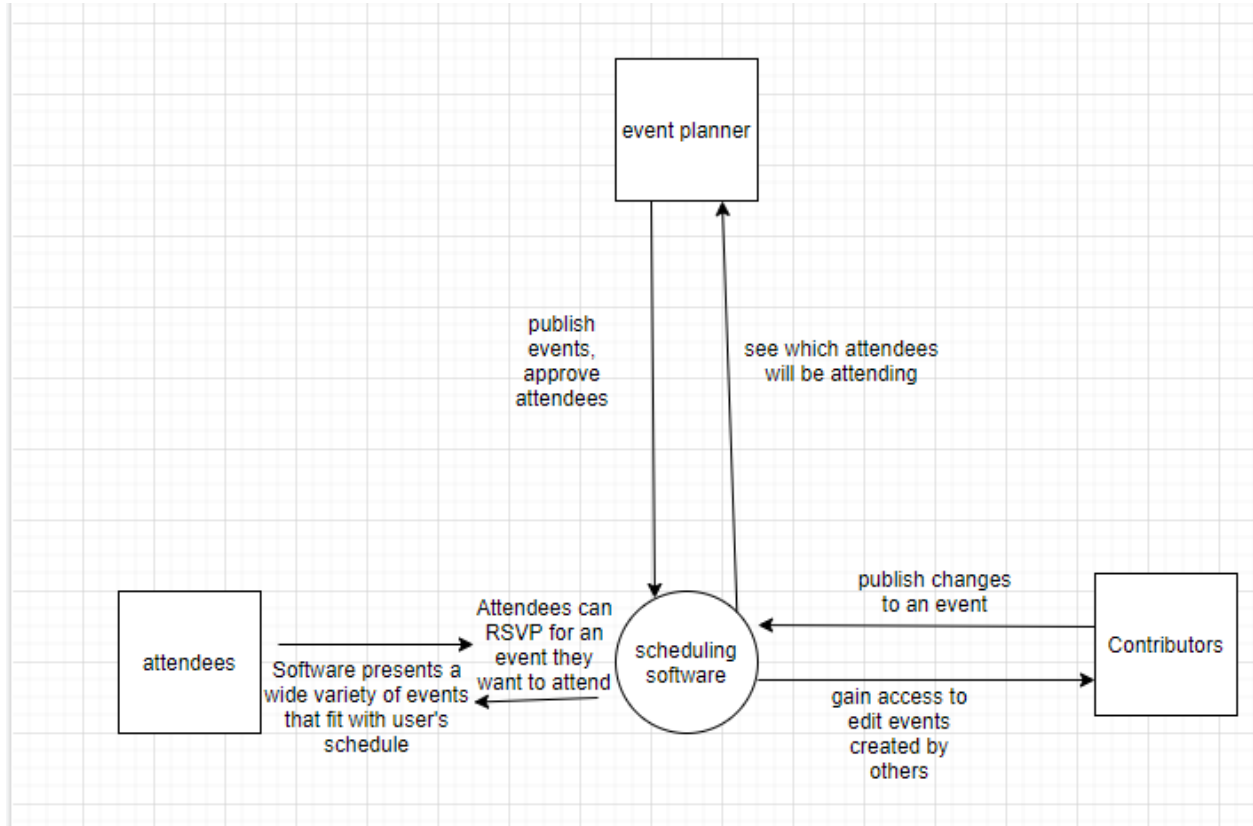 event planner
publish
events,
approve
attendees
see which attendees
will be attending
attendees
Software presents a
wide variety of events
that fit with user's
schedule
Attendees can
RSVP for an
event they
want to attend
scheduling
software
publish changes
to an event
gain access to
edit events
created by
others
Contributors